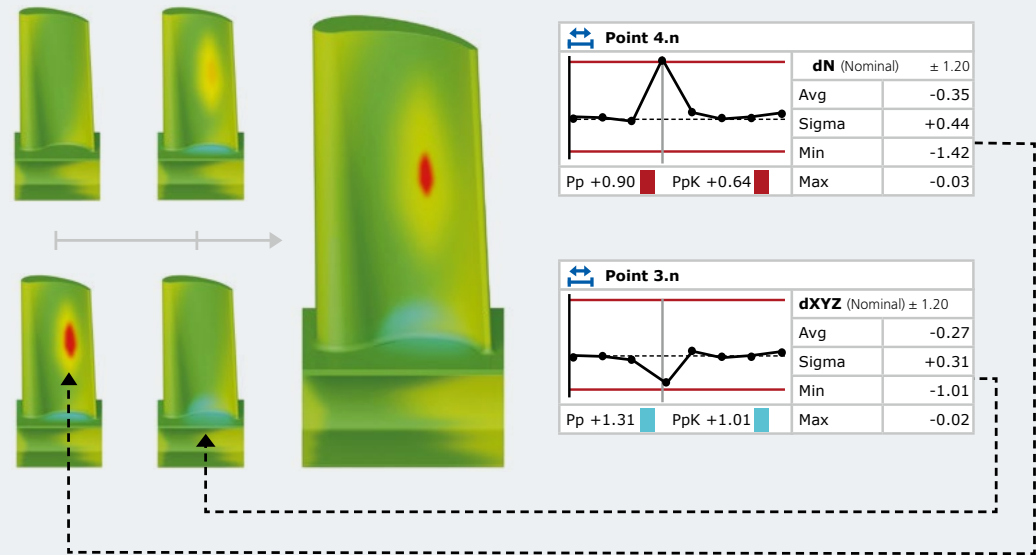 Point 4.n
dN (Nominal) ± 1.20
Avg -0.35
Sigma +0.44
Min -1.42
Pp +0.90 PpK +0.64 Max -0.03
Point 3.n
dXYZ (Nominal) ± 1.20
Avg -0.27
Sigma +0.31
Min -1.01
Pp +1.31 PpK +1.01 Max -0.02